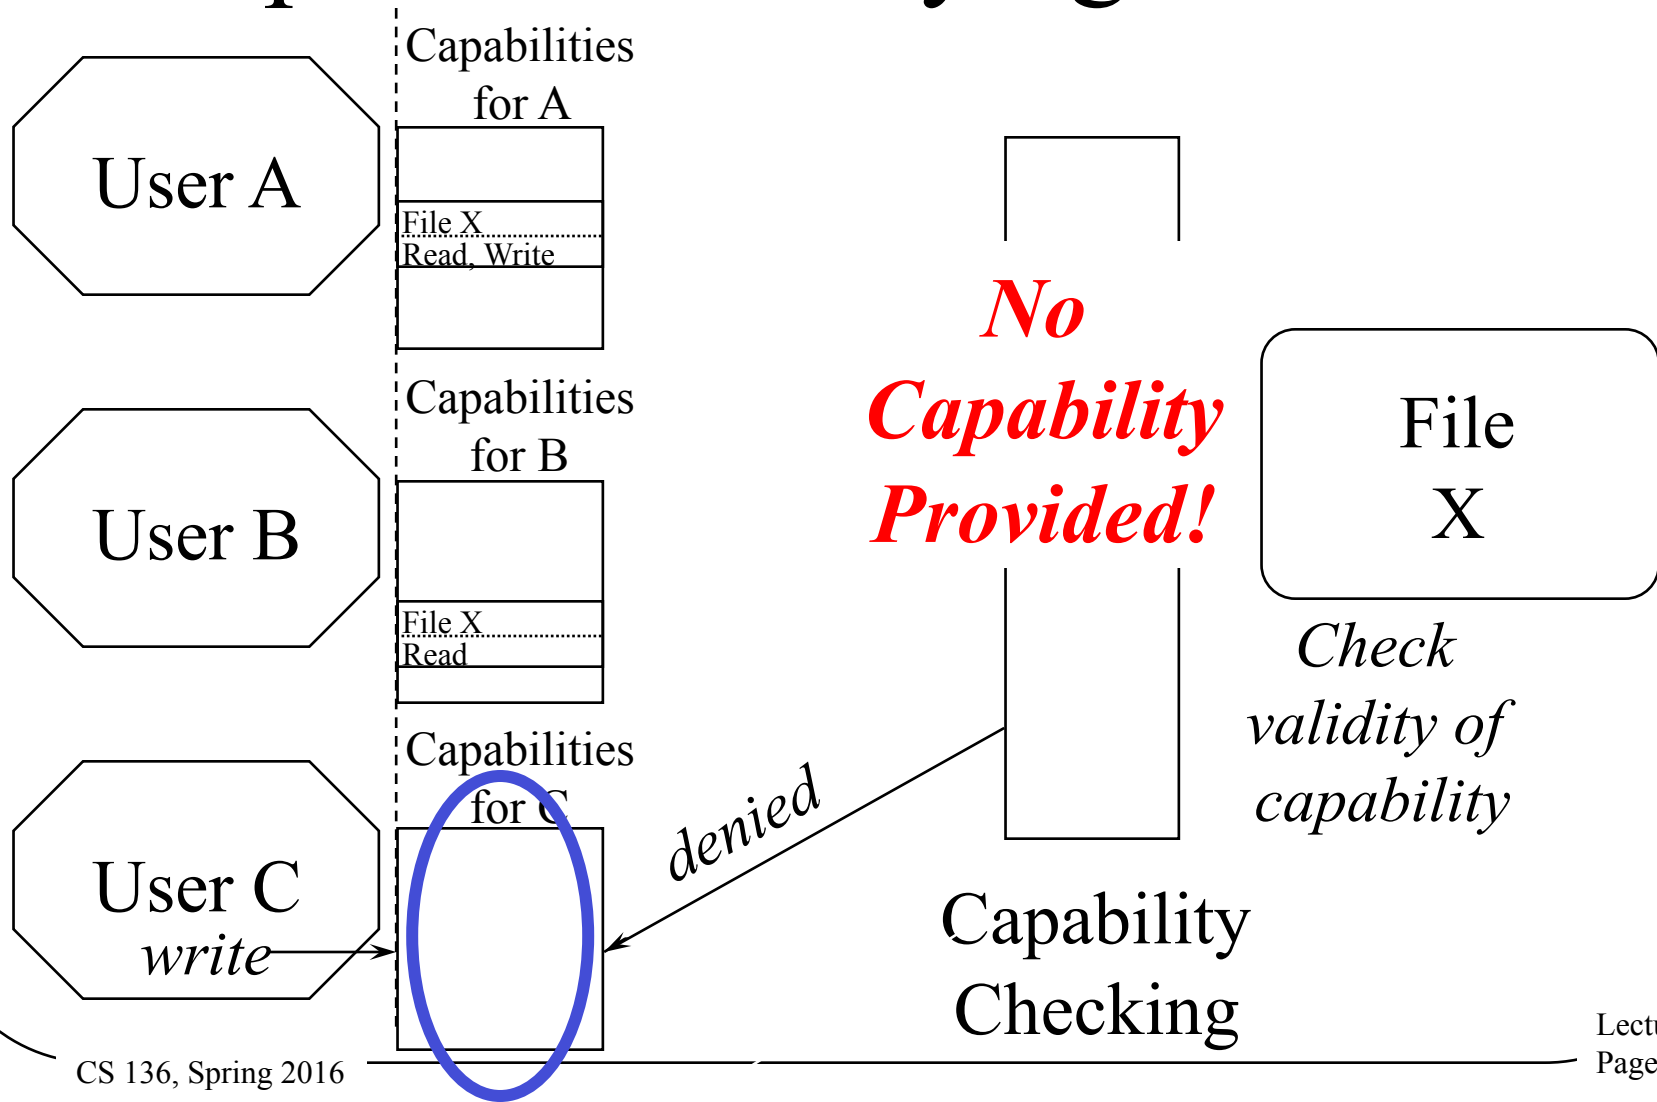 Capabilities
for A
User A
File X
Read, Write
No
Capability
Provided!
File
X
Capabilities
for B
User B
File X
Read
Check
validity of
capability
Capabilities
for C
User C
write
denied
Capability
Checking
CS 136, Spring 2016
Page